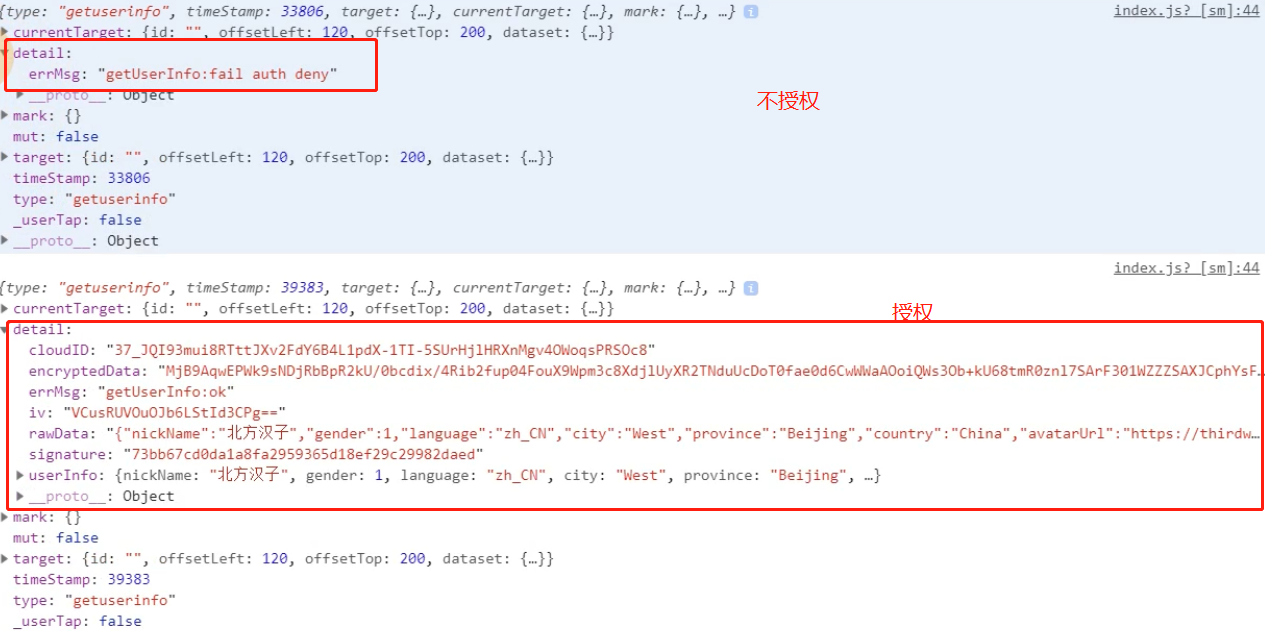 {type: "getuserinfo", timeStamp: 33806, target: {…}, currentTarget: {…}, mark: {…}, …} i index.js? [sm]:44
currentTarget: {id: "", offsetLeft: 120, offsetTop: 200, dataset: {…}}
detail:
errMsg: "getUserInfo:fail auth deny"
__proto__: Object
不授权
mark: {}
mut: false
target: {id: "", offsetLeft: 120, offsetTop: 200, dataset: {…}}
timeStamp: 33806
type: "getuserinfo"
_userTap: false
__proto__: Object
index.js? [sm]:44
{type: "getuserinfo", timeStamp: 39383, target: {…}, currentTarget: {…}, mark: {…}, …} i
currentTarget: {id: "", offsetLeft: 120, offsetTop: 200, dataset: {…}}
授权
detail:
cloudID: "37_JQI93mui8RTttJXv2FdY6B4L1pdX-1TI-5SUrHjlHRXnMgv4OWoqsPRSOc8"
encryptedData: "MjB9AqwEPWk9sNDjRbBpR2kU/0bcdix/4Rib2fup04FouX9Wpm3c8XdjlUyXR2TNduUcDoT0fae0d6CwWWaAOoiQWs3Ob+kU68tmR0znl7SArF301WZZZSAXJCphYsF…
errMsg: "getUserInfo:ok"
iv: "VCusRUVOuOJb6LStId3CPg=="
rawData: "{"nickName":"北方汉子","gender":1,"language":"zh_CN","city":"West","province":"Beijing","country":"China","avatarUrl":"https://thirdw…
signature: "73bb67cd0da1a8fa2959365d18ef29c29982daed"
userInfo: {nickName: "北方汉子", gender: 1, language: "zh_CN", city: "West", province: "Beijing", …}
__proto__: Object
mark: {}
mut: false
target: {id: "", offsetLeft: 120, offsetTop: 200, dataset: {…}}
timeStamp: 39383
type: "getuserinfo"
_userTap: false